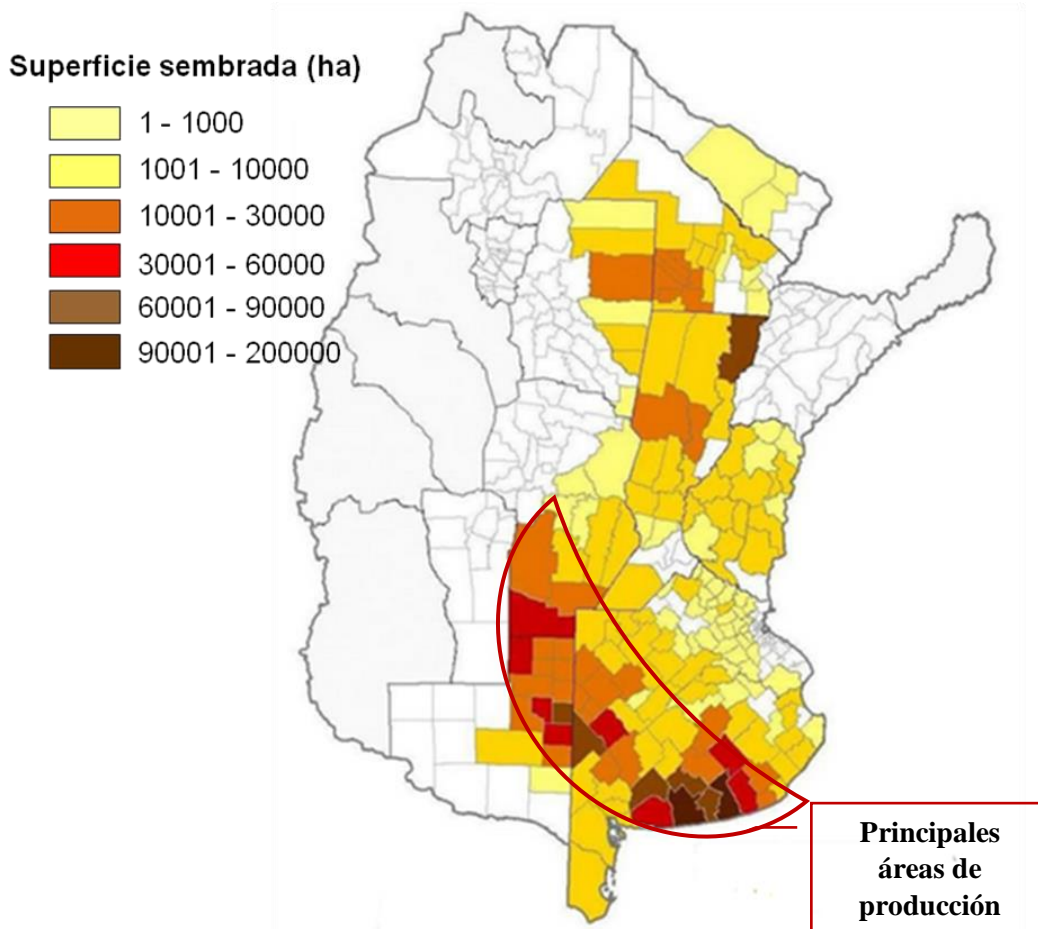 Superficie sembrada (ha)
1 - 1000
1001 - 10000
10001 - 30000
30001 - 60000
60001 - 90000
90001 - 200000
Principales
áreas de
producción